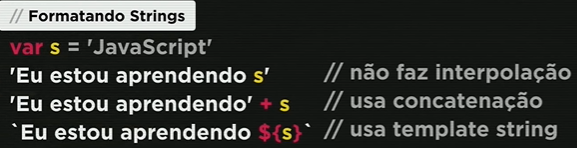 // Formatando Strings
var s = 'JavaScript'
'Eu estou aprendendo s' // não faz interpolação
'Eu estou aprendendo' + s // usa concatenação
`Eu estou aprendendo ${s}` // usa template string